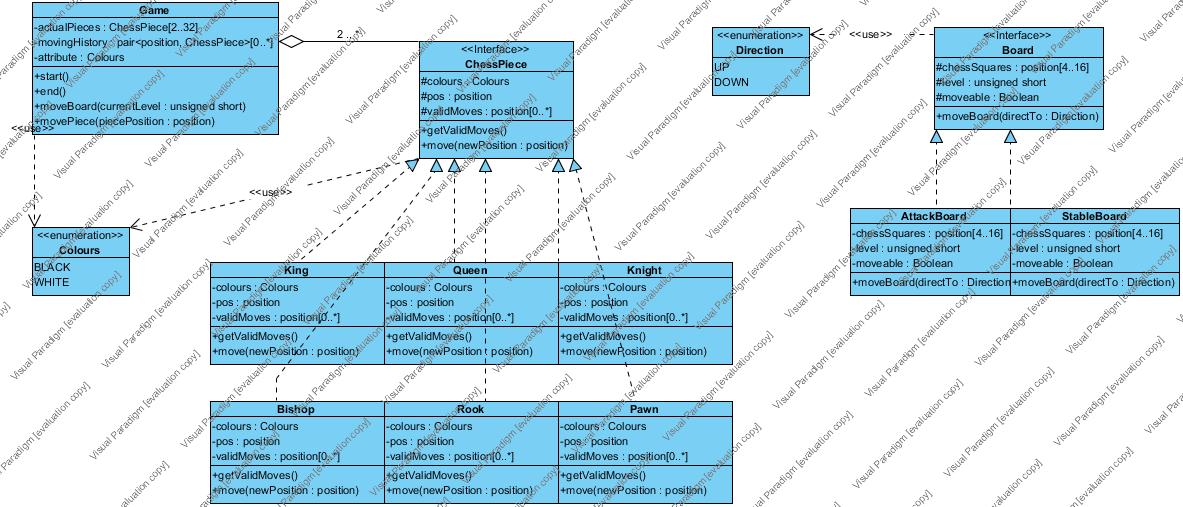 Game
-actualPieces : ChessPiece[2..32]
-movingHistory : pair<position, ChessPiece>[0..*]
-attribute : Colours
+start()
+end()
+moveBoard(currentLevel : unsigned short)
+movePiece(piecePosition : position)
2..*
<<Interface>>
ChessPiece
#colours : Colours
#pos : position
#validMoves : position[0..*]
+getValidMoves()
+move(newPosition : position)
<<enumeration>>
Direction
UP
DOWN
<<use>>
<<Interface>>
Board
#chessSquares : position[4..16]
#level : unsigned short
#moveable : Boolean
+moveBoard(directTo : Direction)
<<use>>
<<use>>
<<enumeration>>
Colours
BLACK
WHITE
AttackBoard
-chessSquares : position[4..16]
-level : unsigned short
-moveable : Boolean
+moveBoard(directTo : Direction
StableBoard
-chessSquares : position[4..16]
-level : unsigned short
-moveable : Boolean
+moveBoard(directTo : Direction)
King
-colours : Colours
-pos : position
-validMoves : position[0..*]
+getValidMoves()
+move(newPosition : position)
Queen
-colours : Colours
-pos : position
-validMoves : position[0..*]
+getValidMoves()
+move(newPosition : position)
Knight
-colours : Colours
-pos : position
-validMoves : position[0..*]
+getValidMoves()
+move(newPosition : position)
Bishop
-colours : Colours
-pos : position
-validMoves : position[0..*]
+getValidMoves()
+move(newPosition : position)
Rook
-colours : Colours
-pos : position
-validMoves : position[0..*]
+getValidMoves()
+move(newPosition : position)
Pawn
-colours : Colours
-pos : position
-validMoves : position[0..*]
+getValidMoves()
+move(newPosition : position)
Visual Paradigm [evaluation copy]